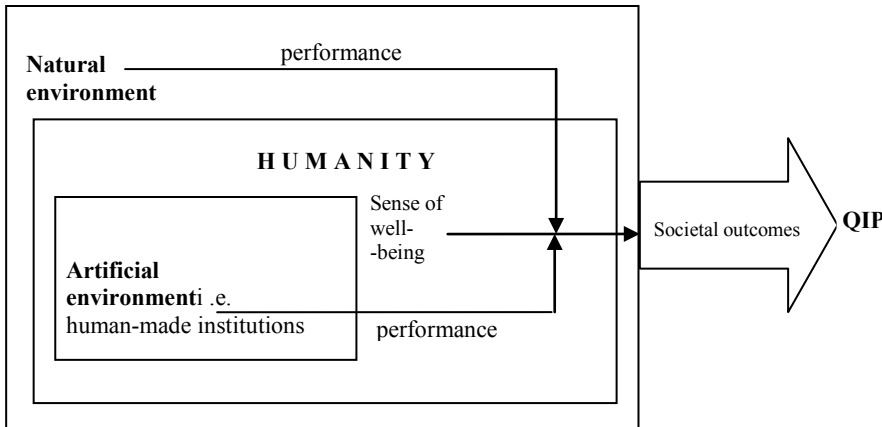 performance
Natural
environment
H U M A N I T Y
Sense of
well-
-being
Societal outcomes
QIP
Artificial
environmenti .e.
human-made institutions
performance